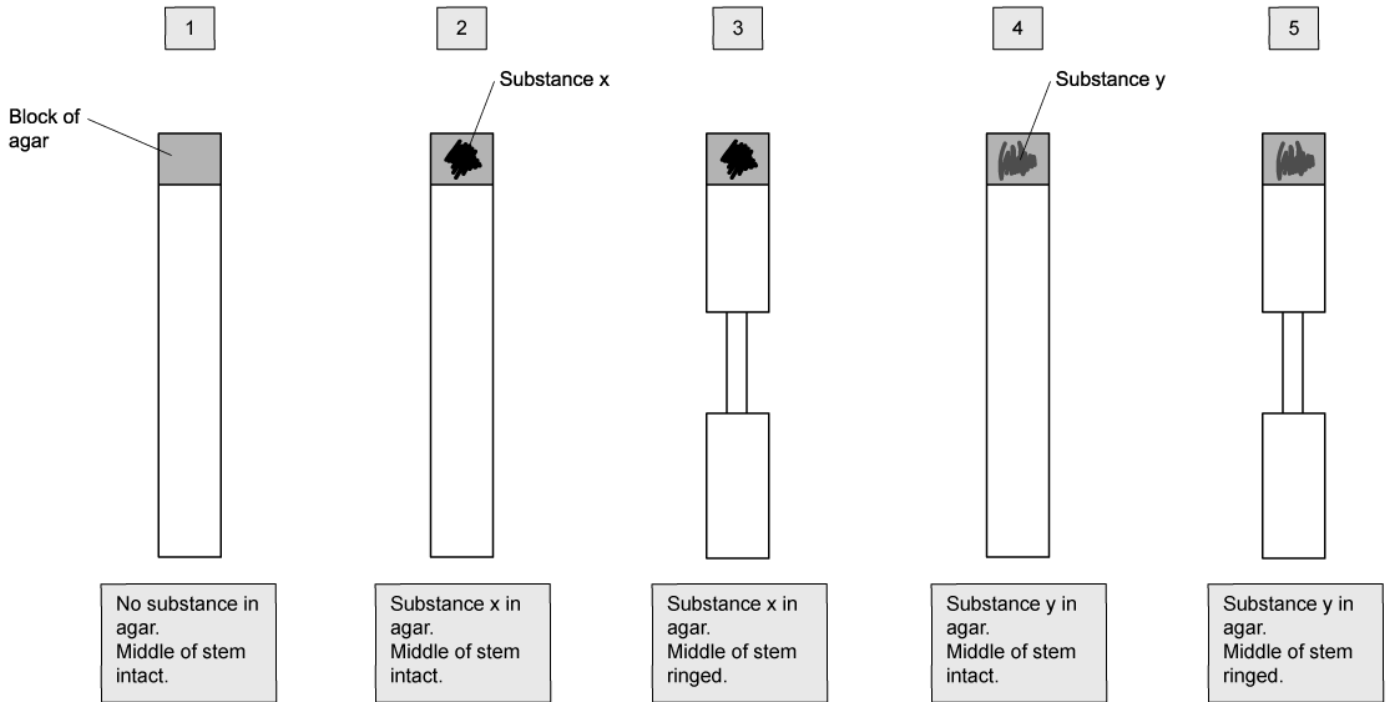 1
2
3
4
5
Substance x
Substance y
Block of
agar
No substance in
agar.
Middle of stem
intact.
Substance x in
agar.
Middle of stem
intact.
Substance x in
agar.
Middle of stem
ringed.
Substance y in
agar.
Middle of stem
intact.
Substance y in
agar.
Middle of stem
ringed.